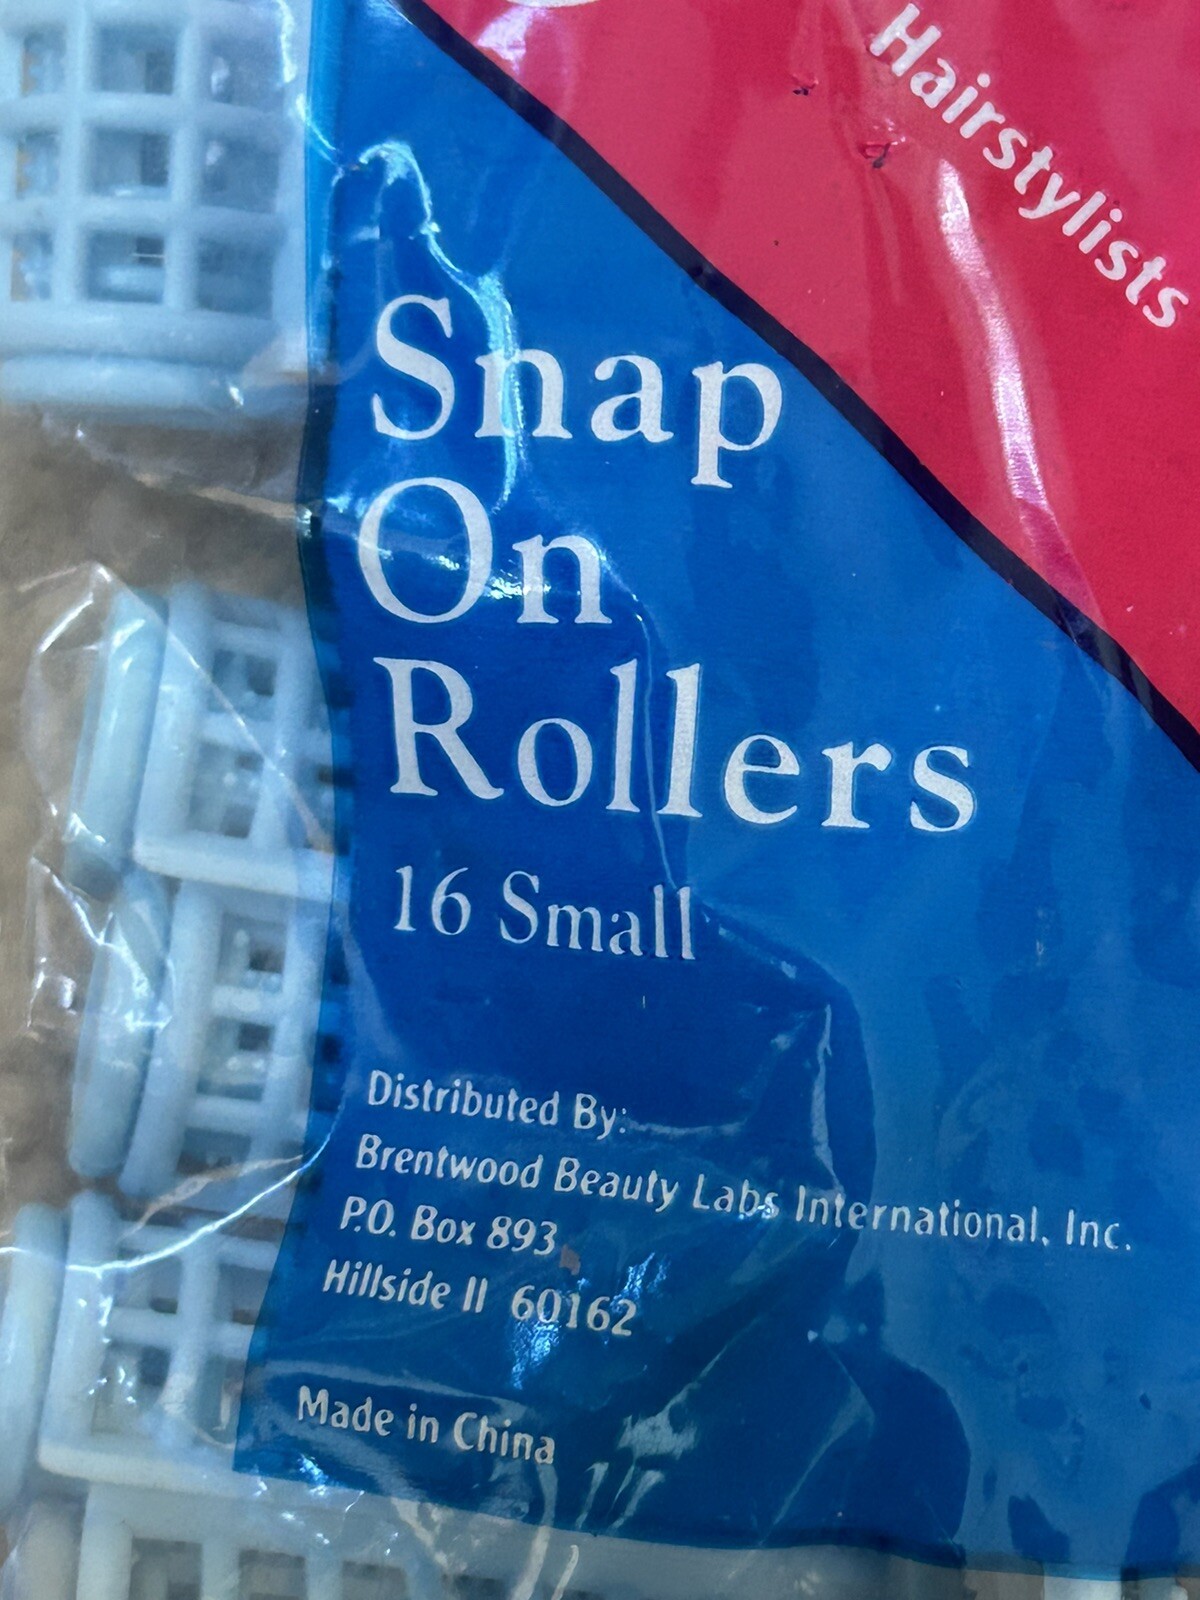 Hairstylists
Snap
On
Rollers
16 Small
Distributed By:
Brentwood Beauty Labs International, Inc.
P.O. Box 893
Hillside Il 60162
Made in China